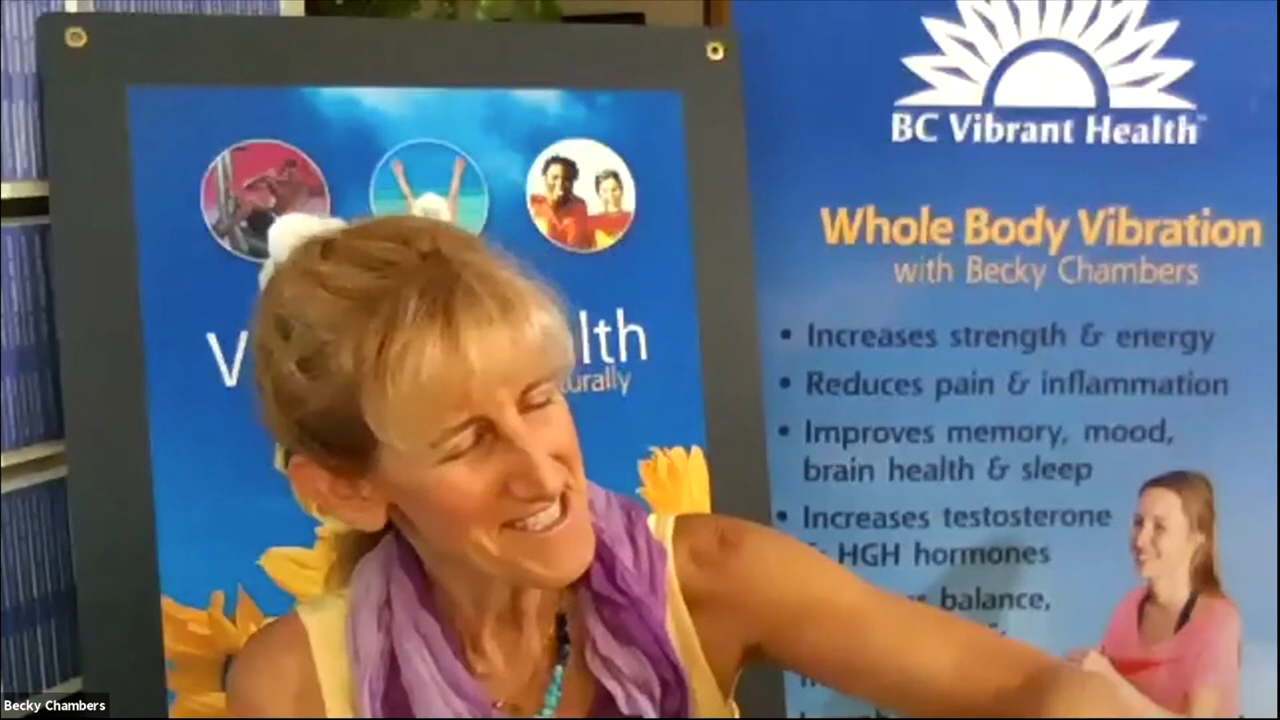 BC Vibrant Health™
Whole Body Vibration
with Becky Chambers
• Increases strength & energy
• Reduces pain & inflammation
• Improves memory, mood,
brain health & sleep
• Increases testosterone
& HGH hormones
balance,
V lth
urally
Becky Chambers